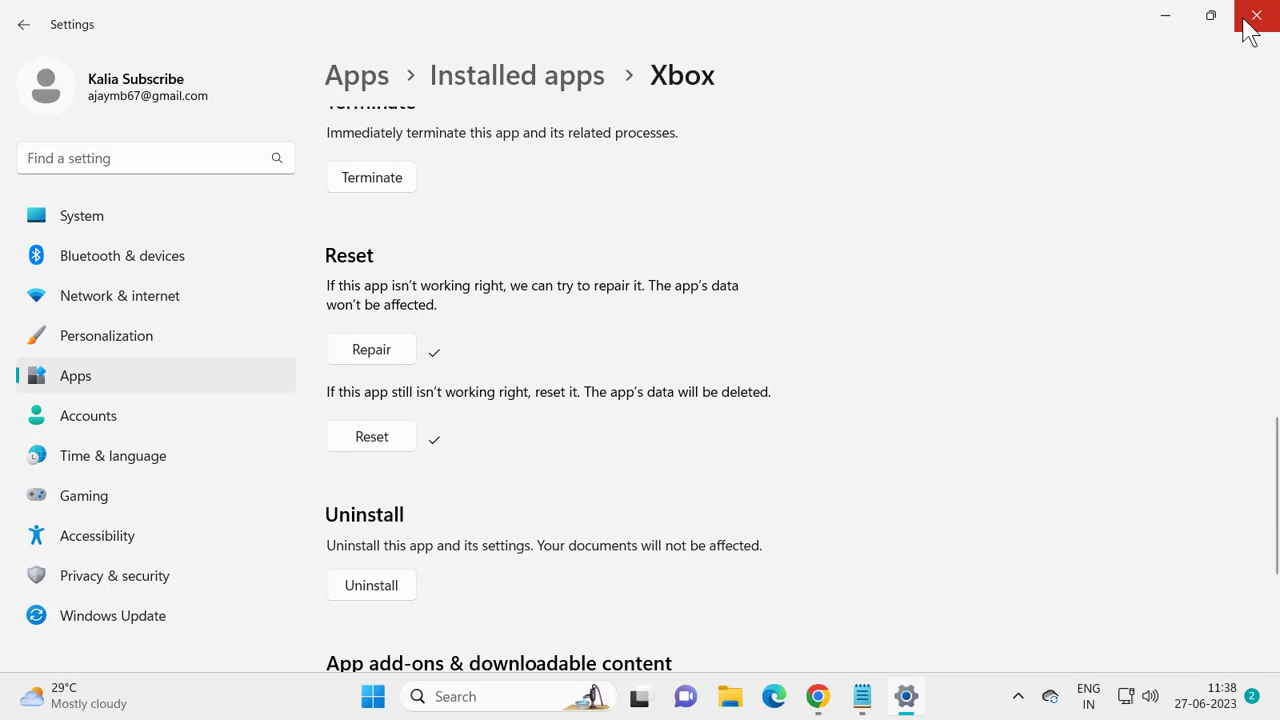 Settings
Kalia Subscribe
ajaymb67@gmail.com
Find a setting
System
Bluetooth & devices
Network & internet
Personalization
Apps
Accounts
Time & language
Gaming
Accessibility
Privacy & security
Windows Update
Apps > Installed apps > Xbox
Terminate
Immediately terminate this app and its related processes.
Terminate
Reset
If this app isn't working right, we can try to repair it. The app's data
won't be affected.
Repair
If this app still isn't working right, reset it. The app's data will be deleted.
Reset
Uninstall
Uninstall this app and its settings. Your documents will not be affected.
Uninstall
App add-ons & downloadable content
29°C
Mostly cloudy
Search
ENG
IN
11:38
27-06-2023
2